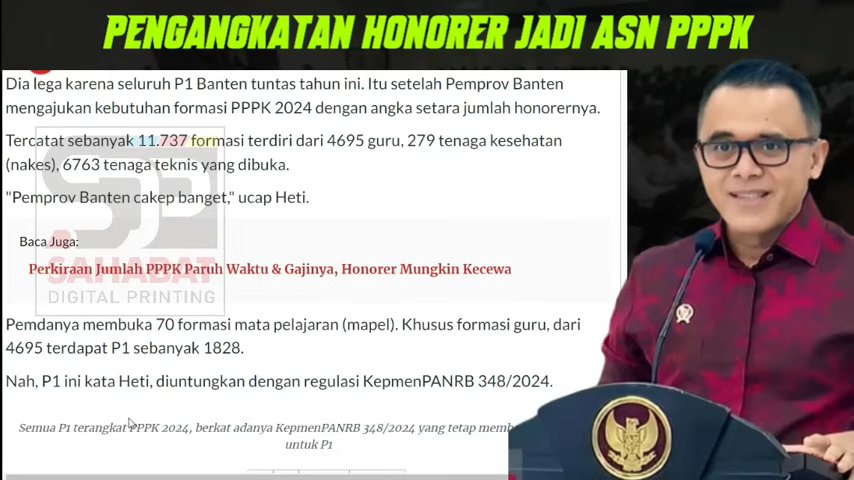 PENGANGKATAN HONORER JADI ASN PPPK
Dia lega karena seluruh P1 Banten tuntas tahun ini. Itu setelah Pemprov Banten
mengajukan kebutuhan formasi PPPK 2024 dengan angka setara jumlah honorernya.
Tercatat sebanyak 11.737 formasi terdiri dari 4695 guru, 279 tenaga kesehatan
(nakes), 6763 tenaga teknis yang dibuka.
"Pemprov Banten cakep banget," ucap Heti.
Baca Juga:
Perkiraan Jumlah PPPK Paruh Waktu & Gajinya, Honorer Mungkin Kecewa
SAHABAT
DIGITAL PRINTING
Pemdanya membuka 70 formasi mata pelajaran (mapel). Khusus formasi guru, dari
4695 terdapat P1 sebanyak 1828.
Nah, P1 ini kata Heti, diuntungkan dengan regulasi KepmenPANRB 348/2024.
Semua P1 terangkat PPPK 2024, berkat adanya KepmenPANRB 348/2024 yang tetap
untuk P1